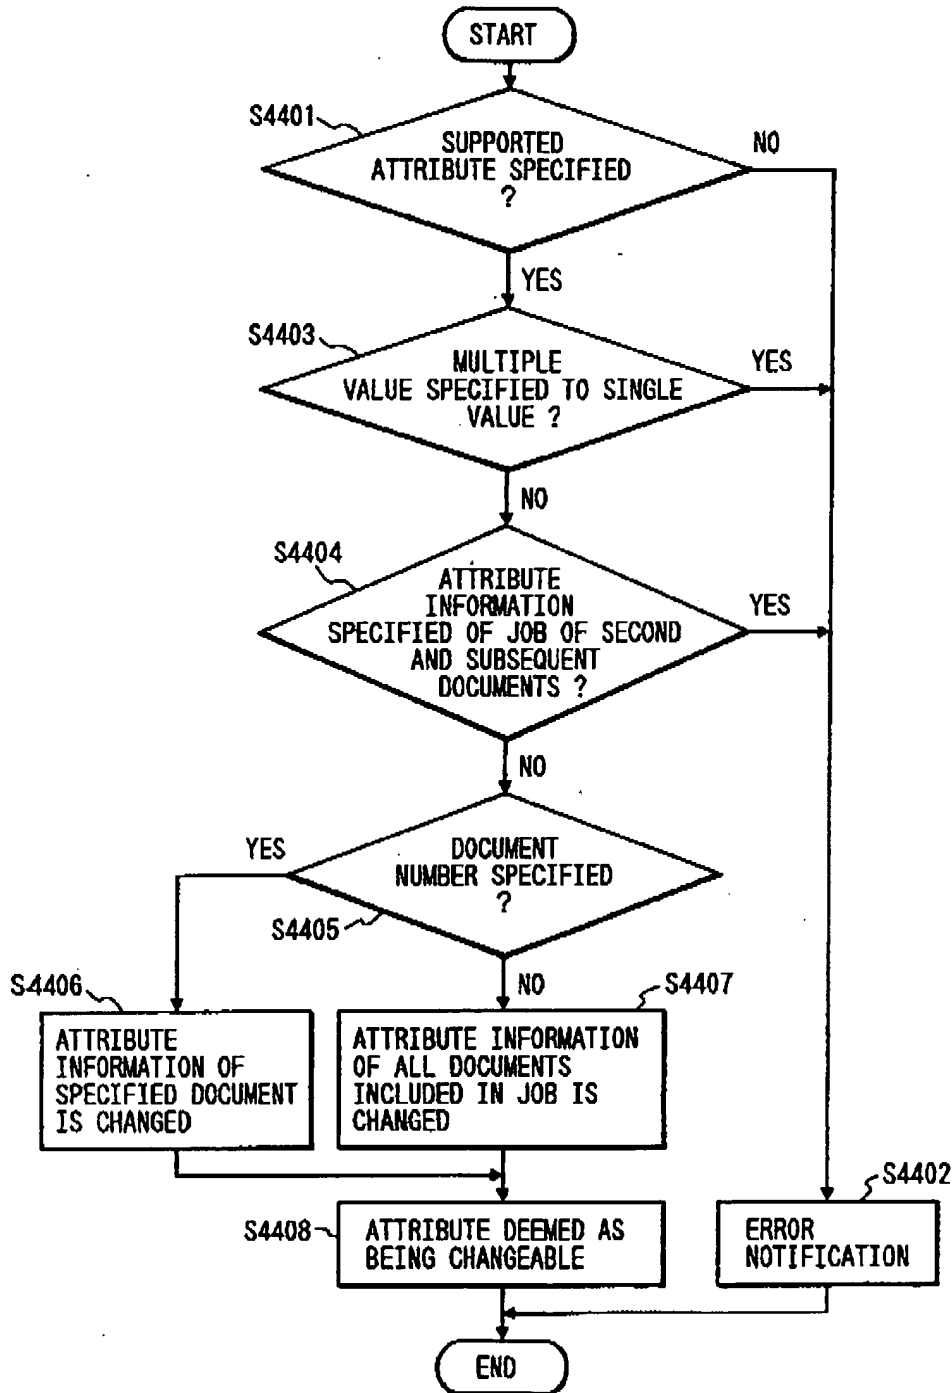 START
S4401
SUPPORTED
ATTRIBUTE SPECIFIED
?
NO
YES
S4403
MULTIPLE
VALUE SPECIFIED TO SINGLE
VALUE ?
YES
NO
S4404
ATTRIBUTE
INFORMATION
SPECIFIED OF JOB OF SECOND
AND SUBSEQUENT
DOCUMENTS ?
YES
NO
YES
DOCUMENT
NUMBER SPECIFIED
?
S4405
NO
S4406
ATTRIBUTE
INFORMATION OF
SPECIFIED DOCUMENT
IS CHANGED
S4407
ATTRIBUTE INFORMATION
OF ALL DOCUMENTS
INCLUDED IN JOB IS
CHANGED
S4408
ATTRIBUTE DEEMED AS
BEING CHANGEABLE
S4402
ERROR
NOTIFICATION
END